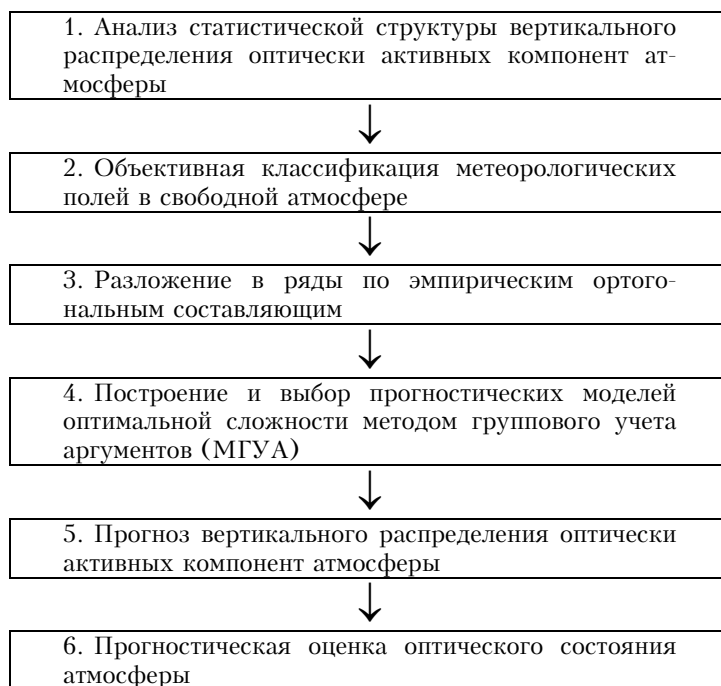 1. Анализ статистической структуры вертикального
распределения оптически активных компонент ат-
мосферы
2. Объективная классификация метеорологических
полей в свободной атмосфере
3. Разложение в ряды по эмпирическим ортого-
нальным составляющим
4. Построение и выбор прогностических моделей
оптимальной сложности методом группового учета
аргументов (МГУА)
5. Прогноз вертикального распределения оптически
активных компонент атмосферы
6. Прогностическая оценка оптического состояния
атмосферы